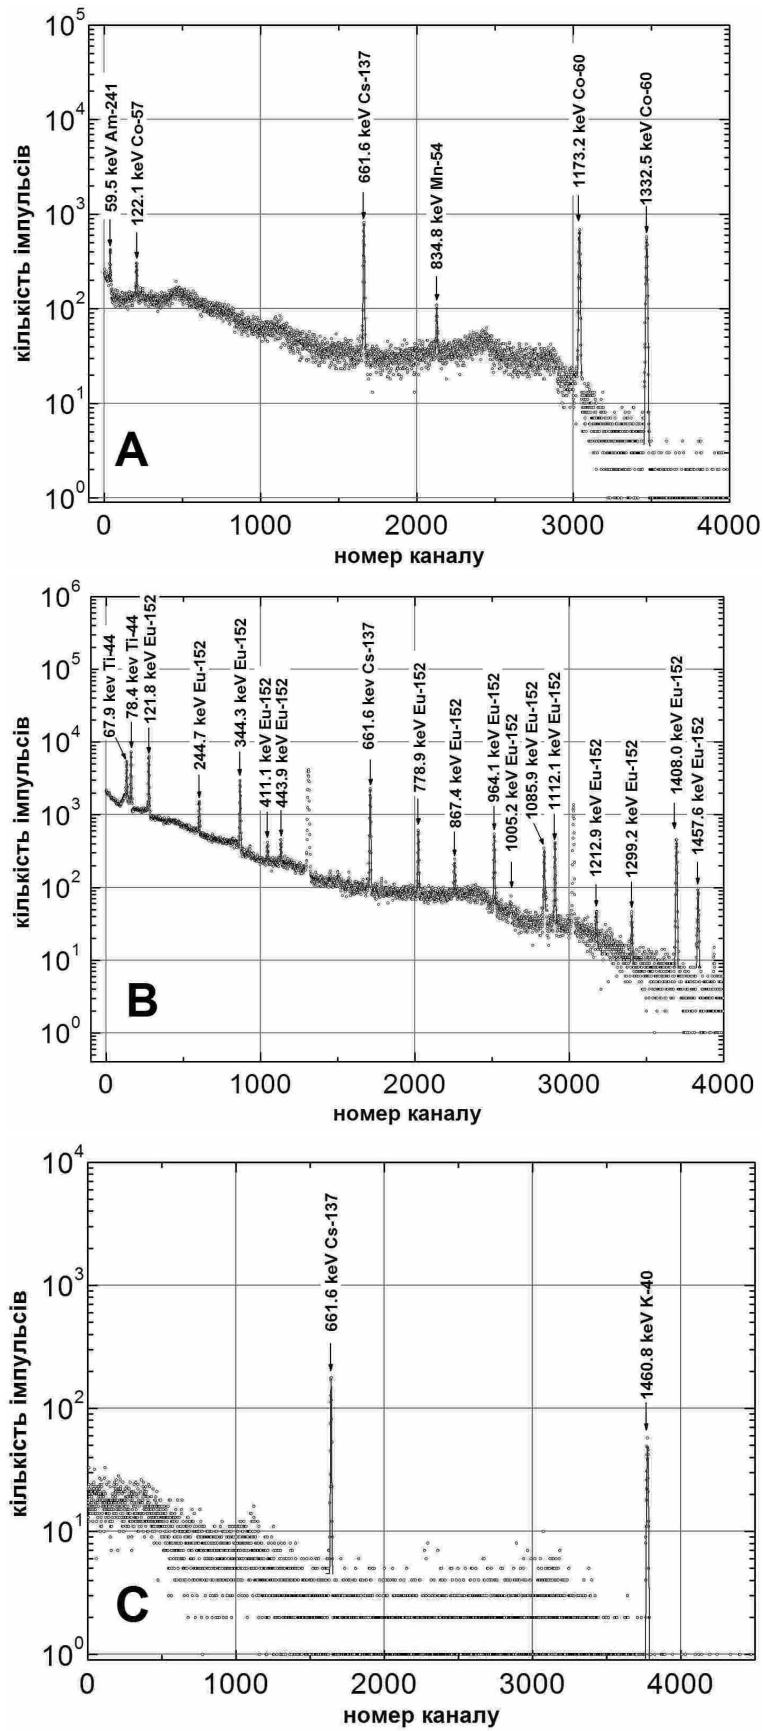 10^5
10^4
10^3
10^2
10^1
10^0
кількість імпульсів
59.5 keV Am-241
122.1 keV Co-57
661.6 keV Cs-137
834.8 keV Mn-54
1173.2 keV Co-60
1332.5 keV Co-60
A
0 1000 2000 3000 4000
номер каналу
10^6
10^5
10^4
10^3
10^2
10^1
10^0
кількість імпульсів
67.9 kev Ti-44
78.4 kev Ti-44
121.8 keV Eu-152
244.7 keV Eu-152
344.3 keV Eu-152
411.1 keV Eu-152
443.9 keV Eu-152
661.6 kev Cs-137
778.9 keV Eu-152
867.4 keV Eu-152
964.1 keV Eu-152
1005.2 keV Eu-152
1085.9 keV Eu-152
1112.1 keV Eu-152
1212.9 keV Eu-152
1299.2 keV Eu-152
1408.0 keV Eu-152
1457.6 keV Eu-152
B
0 1000 2000 3000 4000
номер каналу
10^4
10^3
10^2
10^1
10^0
кількість імпульсів
661.6 keV Cs-137
1460.8 keV K-40
C
0 1000 2000 3000 4000
номер каналу